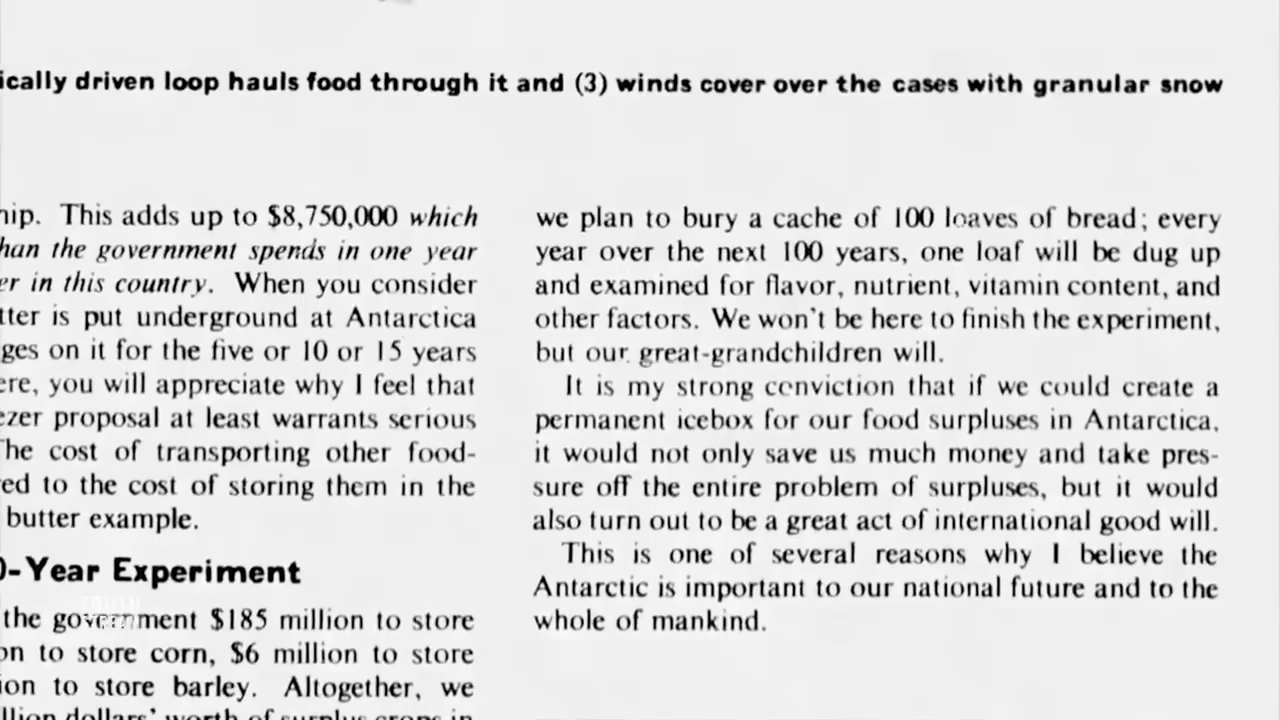 ically driven loop hauls food through it and (3) winds cover over the cases with granular snow
hip. This adds up to $8,750,000 which
han the government spends in one year
er in this country. When you consider
tter is put underground at Antarctica
ges on it for the five or 10 or 15 years
ere, you will appreciate why I feel that
ezer proposal at least warrants serious
The cost of transporting other food-
ed to the cost of storing them in the
butter example.
0-Year Experiment
the government $185 million to store
on to store corn, $6 million to store
ion to store barley. Altogether, we
llion dollars' worth of surplus crops in
we plan to bury a cache of 100 loaves of bread; every
year over the next 100 years, one loaf will be dug up
and examined for flavor, nutrient, vitamin content, and
other factors. We won't be here to finish the experiment,
but our great-grandchildren will.
It is my strong conviction that if we could create a
permanent icebox for our food surpluses in Antarctica,
it would not only save us much money and take pres-
sure off the entire problem of surpluses, but it would
also turn out to be a great act of international good will.
This is one of several reasons why I believe the
Antarctic is important to our national future and to the
whole of mankind.